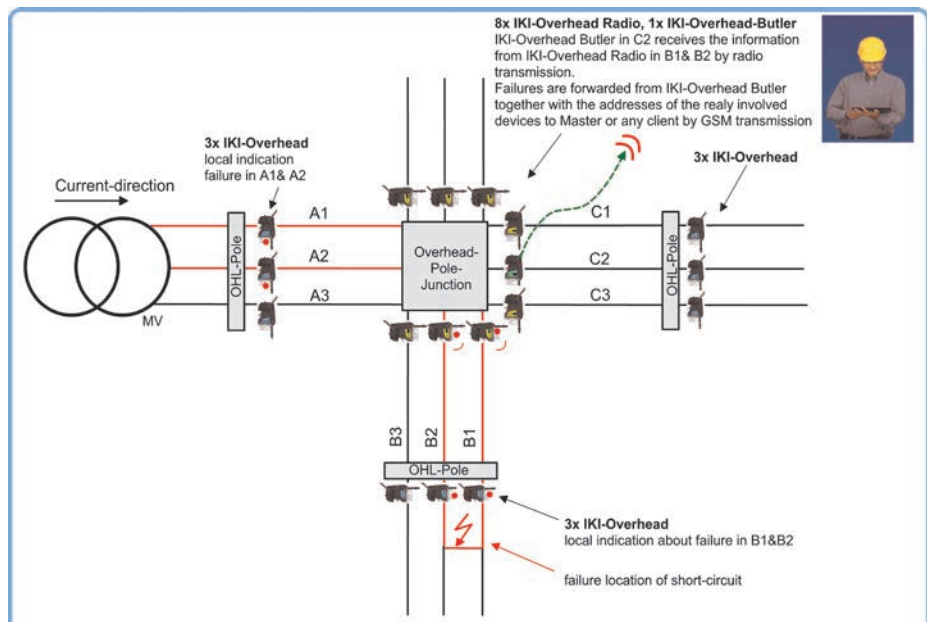 8x IKI-Overhead Radio, 1x IKI-Overhead-Butler
IKI-Overhead Butler in C2 receives the information
from IKI-Overhead Radio in B1& B2 by radio
transmission.
Failures are forwarded from IKI-Overhead Butler
together with the addresses of the realy involved
devices to Master or any client by GSM transmission
3x IKI-Overhead
local indication
failure in A1& A2
3x IKI-Overhead
Current-direction
A1
C1
OHL-Pole
A2
Overhead-
Pole-
Junction
C2
OHL-Pole
A3
C3
MV
B3
B2
B1
OHL-Pole
3x IKI-Overhead
local indication about failure in B1&B2
failure location of short-circuit